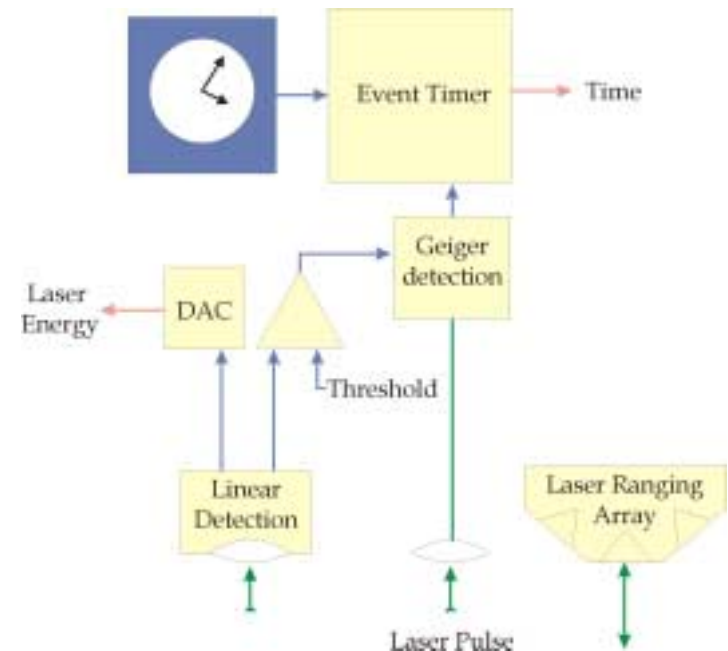 Event Timer
Time
Geiger
detection
Laser
Energy
DAC
Threshold
Linear
Detection
Laser Ranging
Array
Laser Pulse